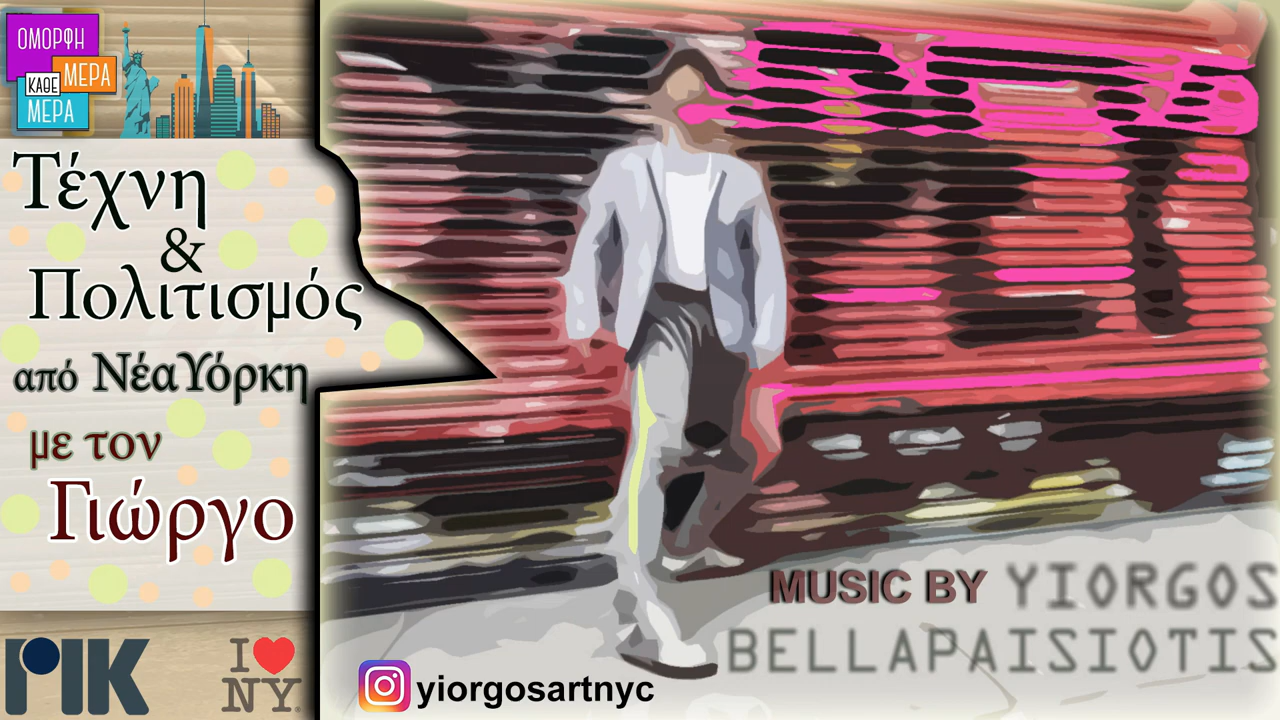 ΟΜΟΡΦΗ
ΜΕΡΑ
ΚΑΘΕ
ΜΕΡΑ
Τέχνη
&
Πολιτισμός
από ΝέαΥόρκη
με τον
Γιώργο
ΡΙΚ
I ♥
NY®
MUSIC BY YIORGOS
BELLAPAISIOTIS
yiorgosartnyc